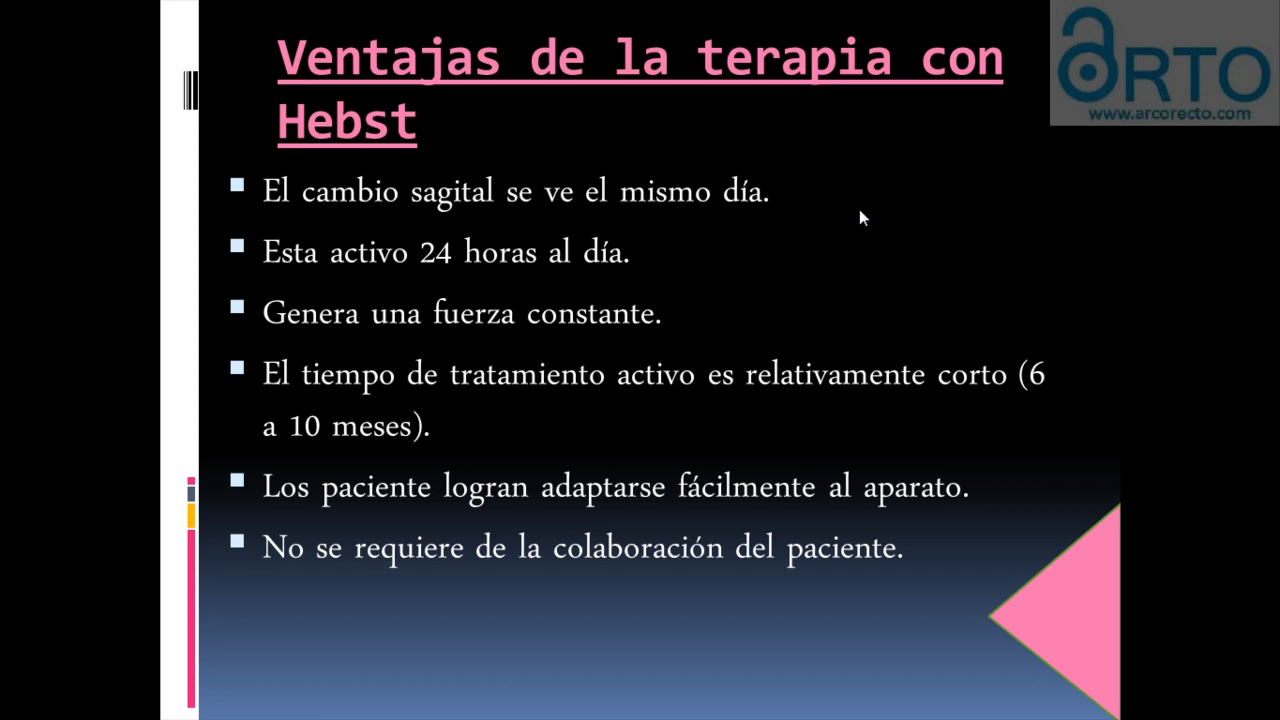 Ventajas de la terapia con
Hebst
El cambio sagital se ve el mismo día.
Esta activo 24 horas al día.
Genera una fuerza constante.
El tiempo de tratamiento activo es relativamente corto (6
a 10 meses).
Los paciente logran adaptarse fácilmente al aparato.
No se requiere de la colaboración del paciente.
ARTO
www.arcorecto.com